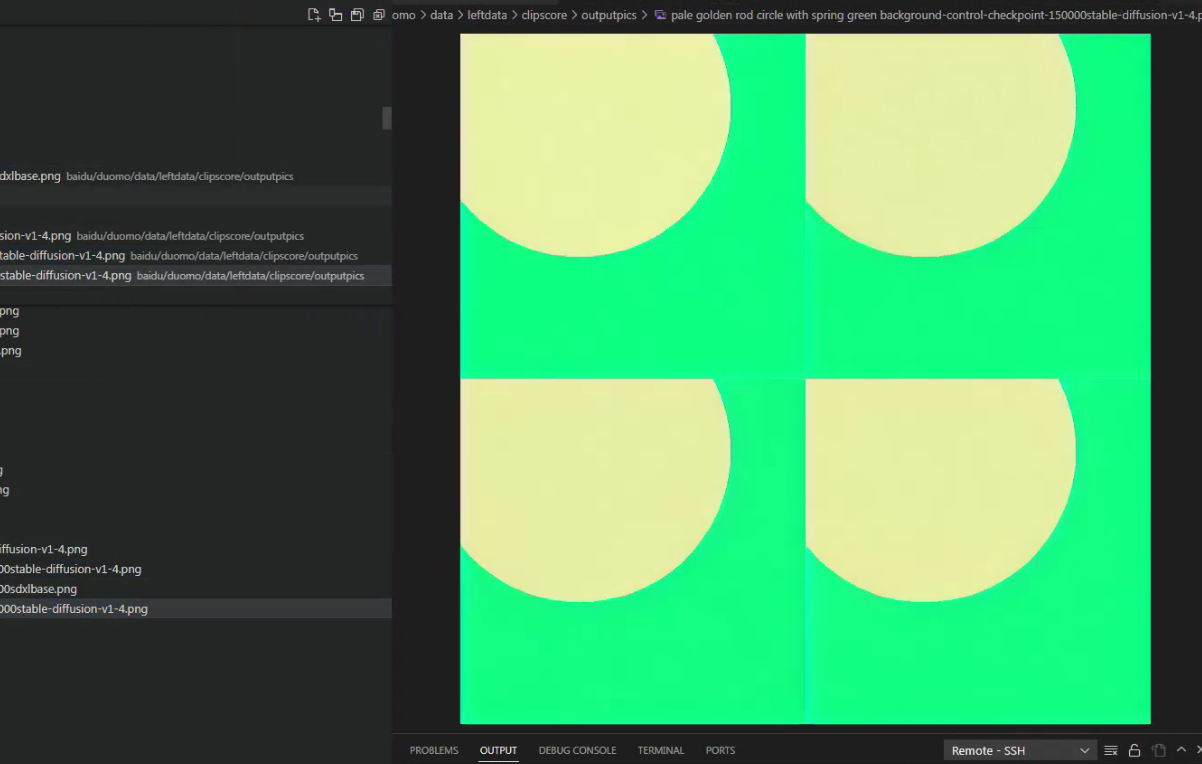 omo > data > leftdata > clipscore > outputpics > pale golden rod circle with spring green background-control-checkpoint-150000stable-diffusion-v1-4.p
dxlbase.png baidu/duomo/data/leftdata/clipscore/outputpics
sion-v1-4.png baidu/duomo/data/leftdata/clipscore/outputpics
table-diffusion-v1-4.png baidu/duomo/data/leftdata/clipscore/outputpics
stable-diffusion-v1-4.png baidu/duomo/data/leftdata/clipscore/outputpics
png
png
.png
g
ng
iffusion-v1-4.png
00stable-diffusion-v1-4.png
00sdxlbase.png
000stable-diffusion-v1-4.png
PROBLEMS OUTPUT DEBUG CONSOLE TERMINAL PORTS Remote - SSH